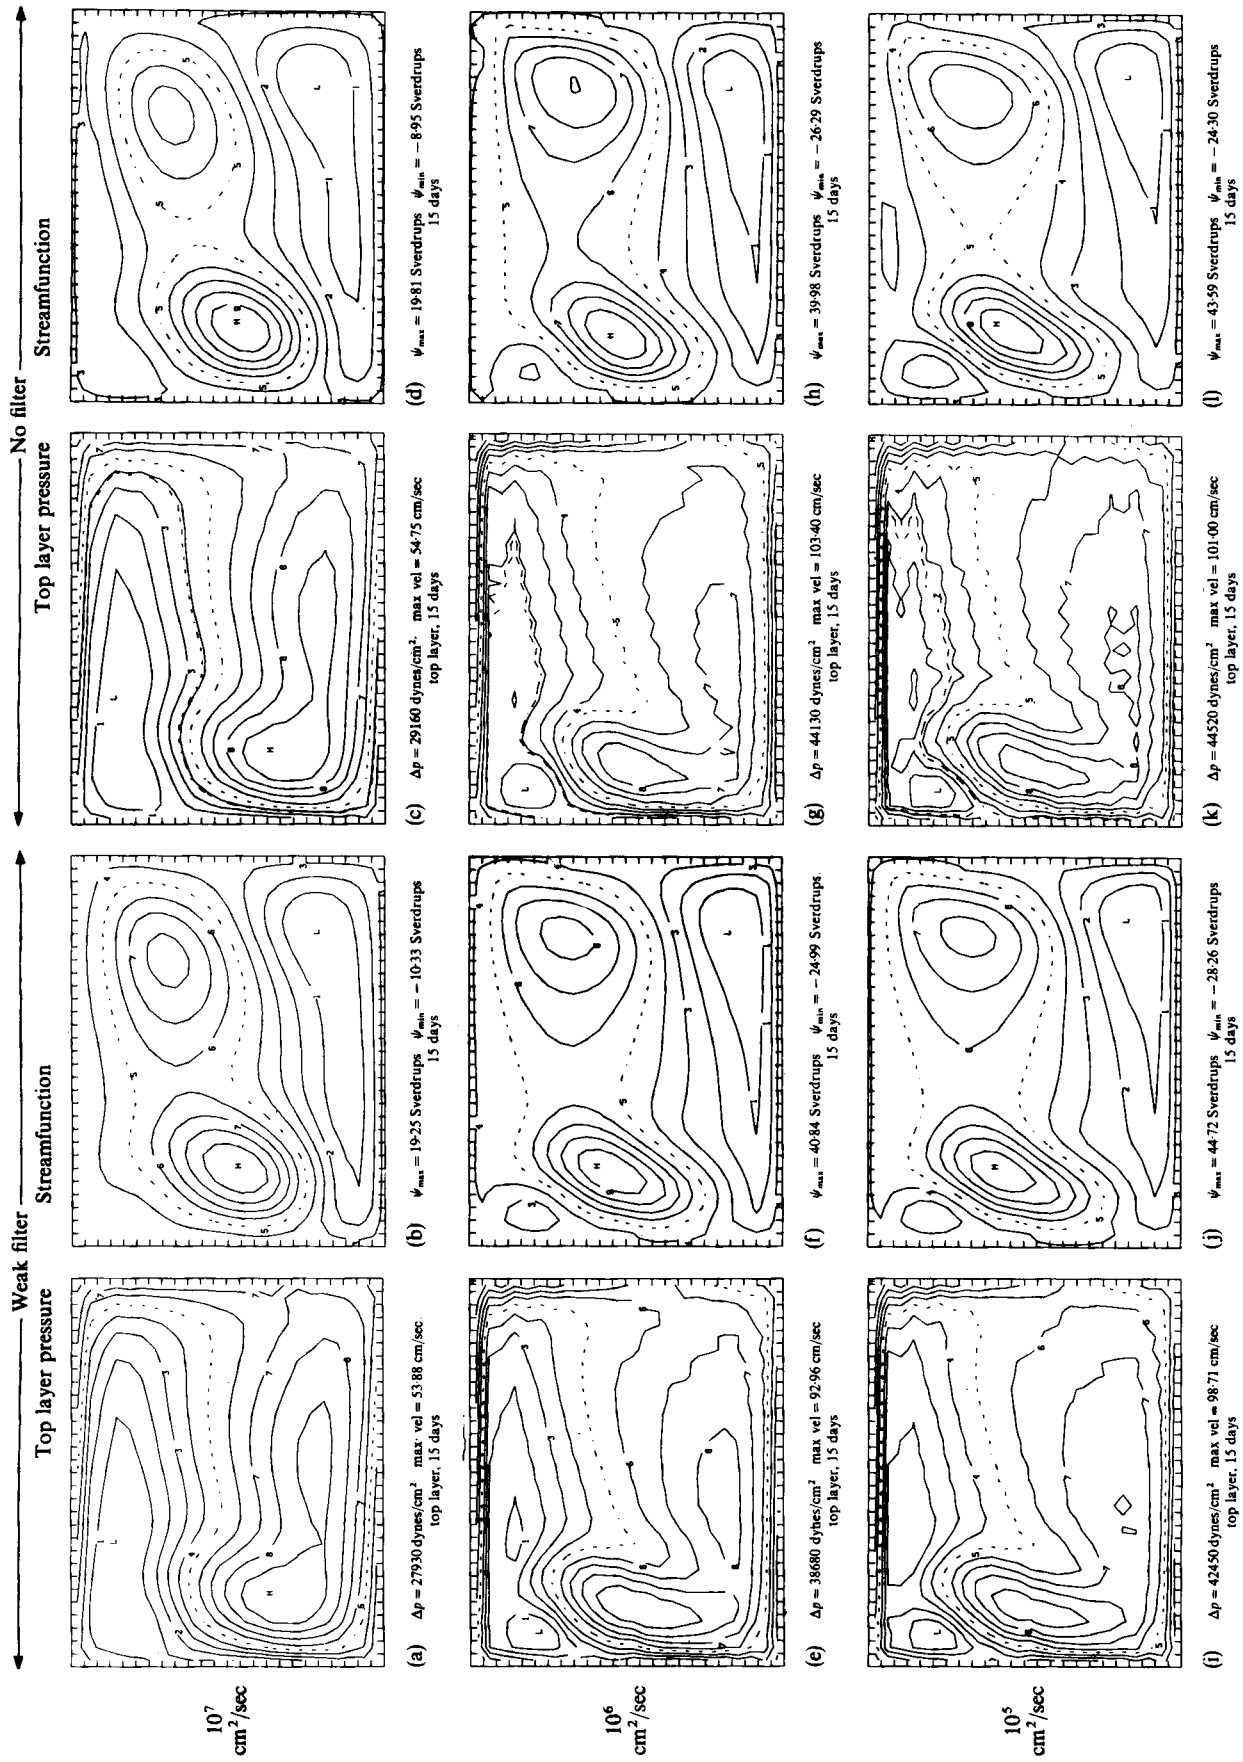 Weak filter
No filter
Top layer pressure
Streamfunction
Top layer pressure
Streamfunction
10⁷
cm²/sec
(a) Δp = 27930 dynes/cm² max vel = 53·88 cm/sec
top layer, 15 days
(b) ψmax = 19·25 Sverdrups ψmin = −10·33 Sverdrups
15 days
(c) Δp = 29160 dynes/cm² max vel = 54·75 cm/sec
top layer, 15 days
(d) ψmax = 19·81 Sverdrups ψmin = −8·95 Sverdrups
15 days
10⁶
cm²/sec
(e) Δp = 38680 dynes/cm² max vel = 92·96 cm/sec
top layer, 15 days
(f) ψmax = 40·84 Sverdrups ψmin = −24·99 Sverdrups
15 days
(g) Δp = 44130 dynes/cm² max vel = 103·40 cm/sec
top layer, 15 days
(h) ψmax = 39·98 Sverdrups ψmin = −26·29 Sverdrups
15 days
10⁵
cm²/sec
(i) Δp = 42450 dynes/cm² max vel = 98·71 cm/sec
top layer, 15 days
(j) ψmax = 44·72 Sverdrups ψmin = −28·26 Sverdrups
15 days
(k) Δp = 44520 dynes/cm² max vel = 101·00 cm/sec
top layer, 15 days
(l) ψmax = 43·59 Sverdrups ψmin = −24·30 Sverdrups
15 days